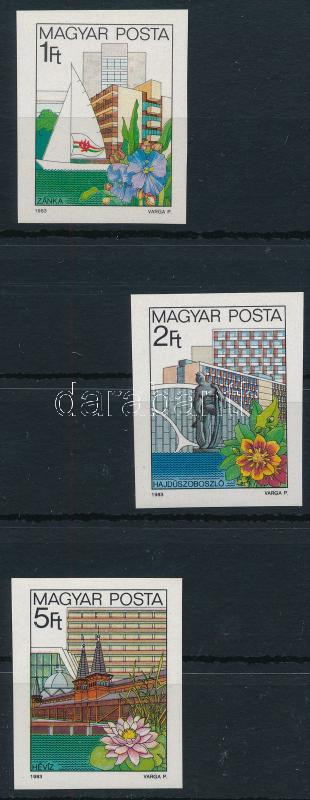 MAGYAR POSTA
1Ft
ZÁNKA
1983 VARGA P.
MAGYAR POSTA
2Ft
HAJDÚSZOBOSZLÓ
1983 VARGA P.
darabanth
MAGYAR POSTA
5Ft
HÉVÍZ
1983 VARGA P.